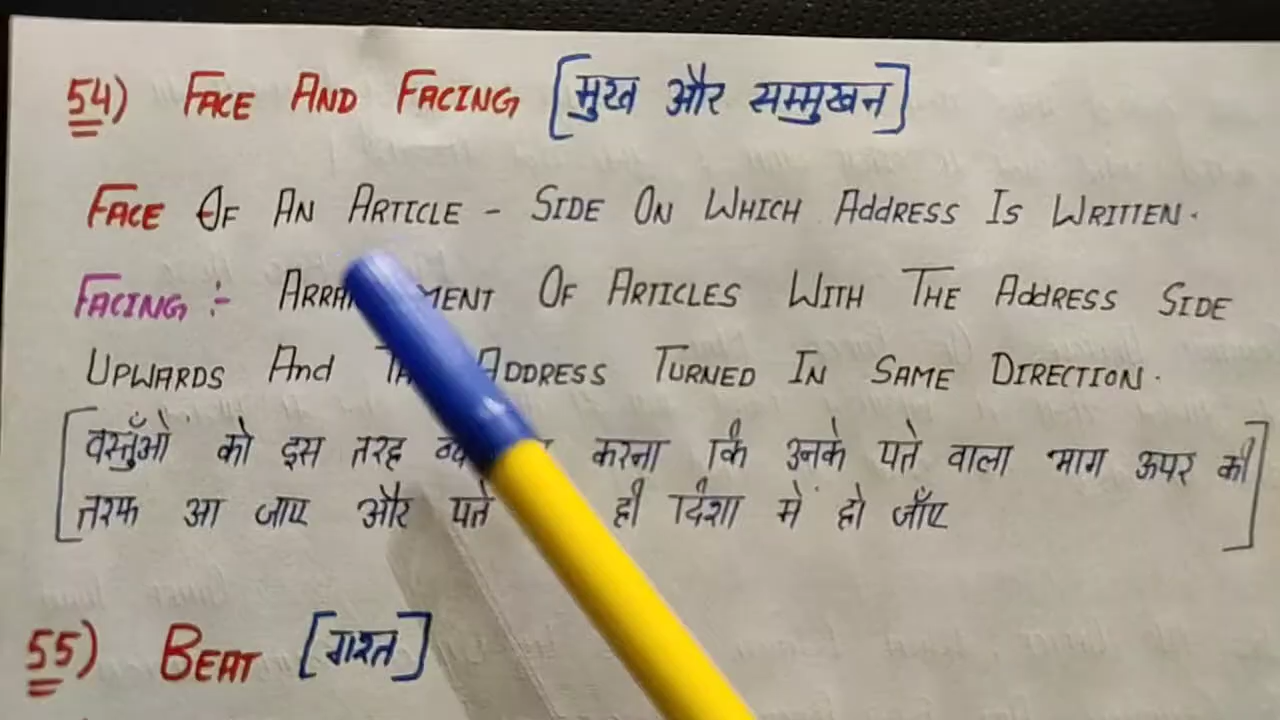 54) FACE AND FACING [मुख और सम्मुखन]
FACE OF AN ARTICLE - SIDE ON WHICH ADDRESS IS WRITTEN.
FACING :- OF ARTICLES WITH THE ADDRESS SIDE
UPWARDS AND ADDRESS TURNED IN SAME DIRECTION.
[वस्तुँओं को इस तरह करना कि उनके पते वाला भाग ऊपर की
तरफ आ जाए और पते ही दिशा में हो जाँए]
55) BEAT [गश्त]